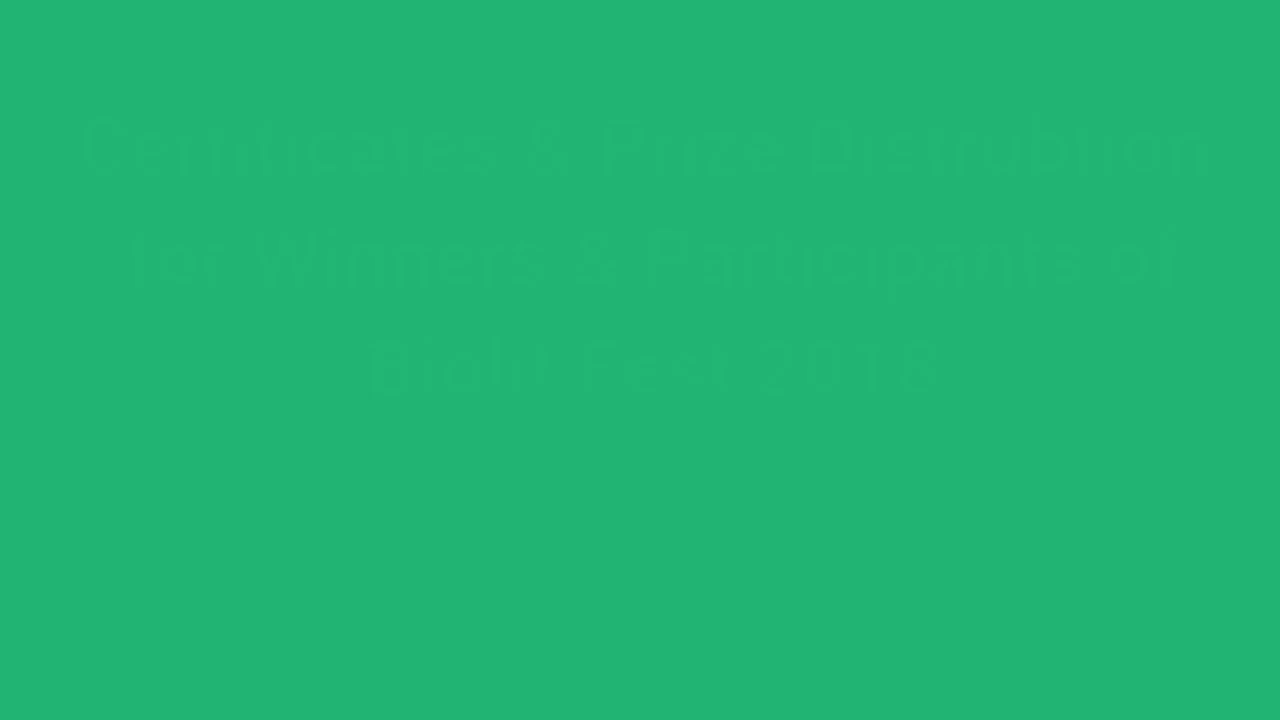 Certificates & Prize Distribution
for Winners & Participants of
Fest 2018